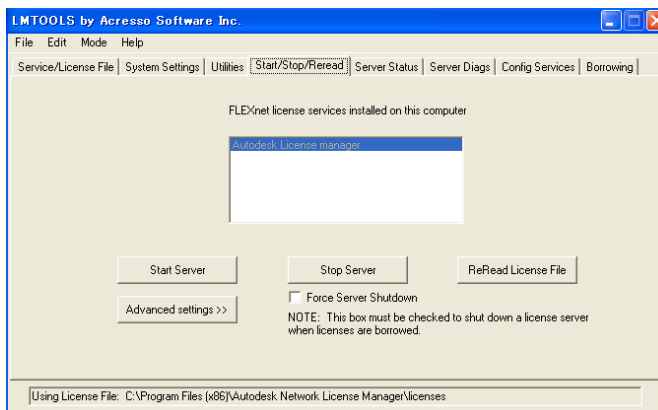 LMTOOLS by Acresso Software Inc.
File Edit Mode Help
Service/License File System Settings Utilities Start/Stop/Reread Server Status Server Diags Config Services Borrowing
FLEXnet license services installed on this computer
Autodesk License manager
Start Server Stop Server ReRead License File
Advanced settings >> Force Server Shutdown
NOTE: This box must be checked to shut down a license server
when licenses are borrowed.
Using License File: C:\Program Files (x86)\Autodesk Network License Manager\licenses